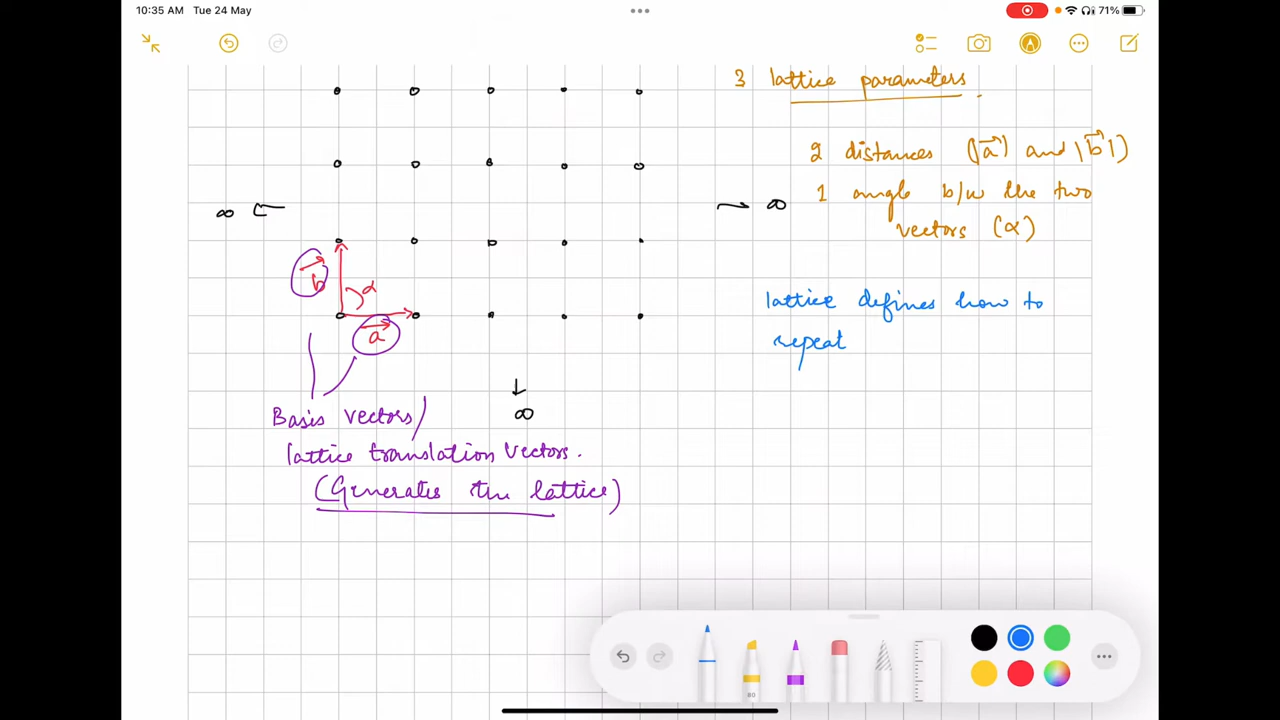 10:35 AM Tue 24 May
71%
3 lattice parameters.
2 distances (|a⃗|) and |b⃗|)
1 angle b/w the two
vectors (α)
∞
∞
b⃗
α
a⃗
lattice defines how to
repeat
∞
Basis vectors/
lattice translation vectors.
(Generates the lattice)
80